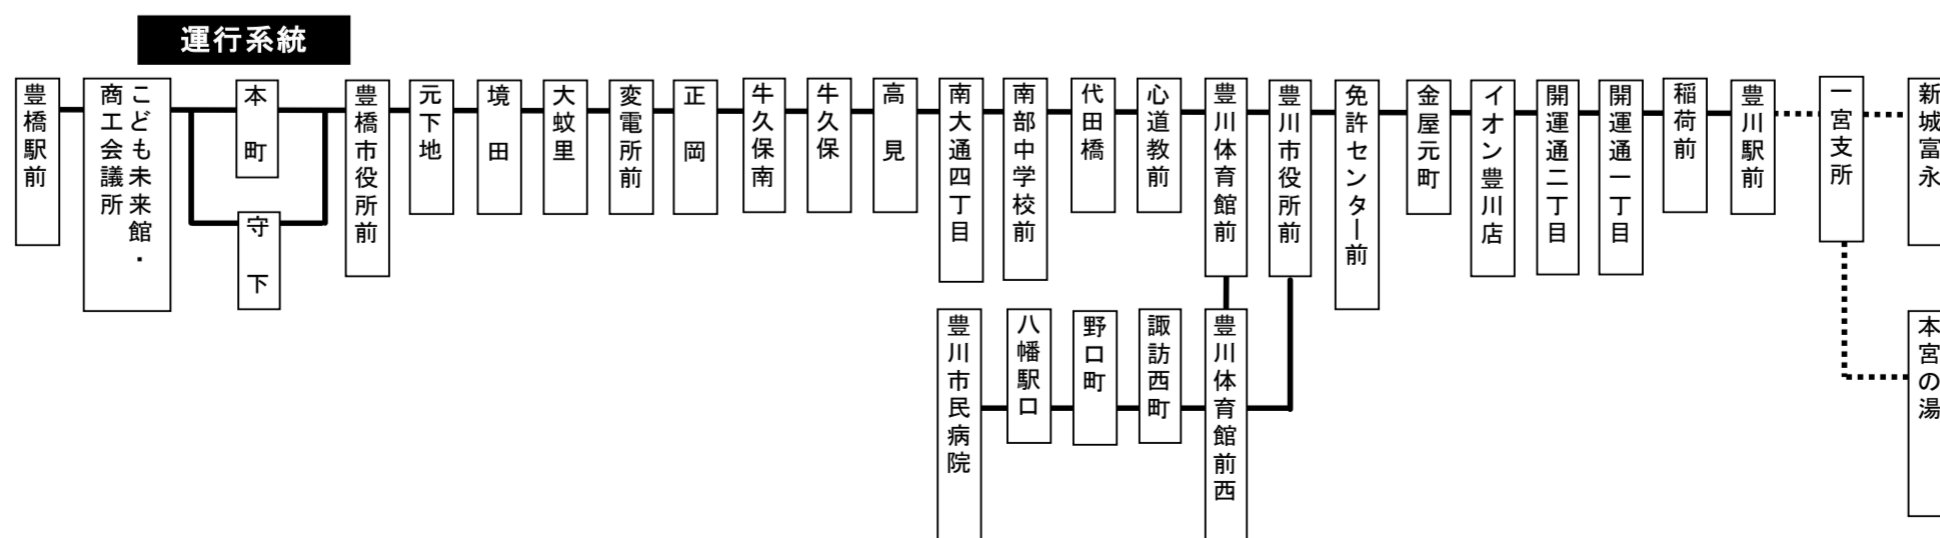 運行系統
豊橋駅前
こども未来館・
商工会議所
本町
守下
豊橋市役所前
元下地
境田
大蚊里
変電所前
正岡
牛久保南
牛久保
高見
南大通四丁目
南部中学校前
代田橋
心道教前
豊川体育館前
豊川市役所前
免許センター前
金屋元町
イオン豊川店
開運通二丁目
開運通一丁目
稲荷前
豊川駅前
一宮支所
新城富永
豊川市民病院
八幡駅口
野口町
諏訪西町
豊川体育館前西
本宮の湯